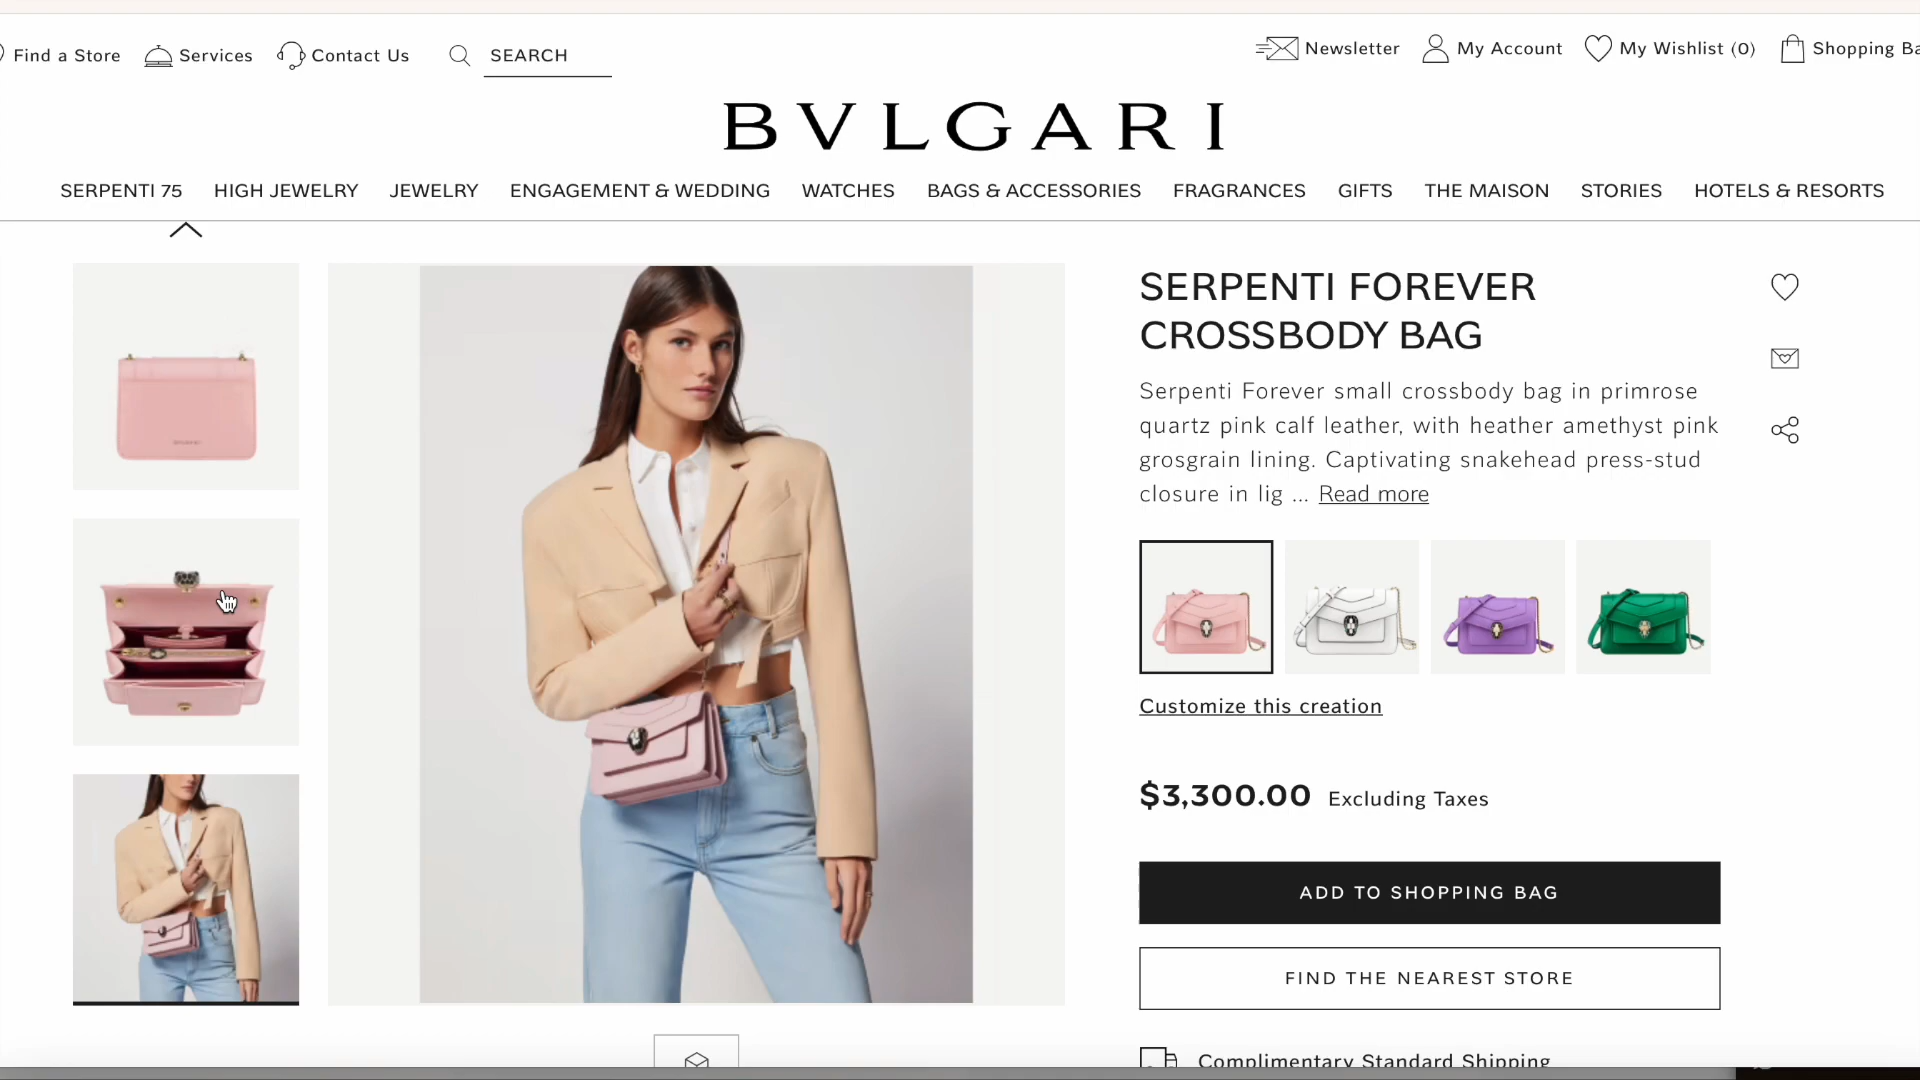 Find a Store
Services
Contact Us
SEARCH
Newsletter
My Account
My Wishlist (0)
Shopping Ba
BVLGARI
SERPENTI 75
HIGH JEWELRY
JEWELRY
ENGAGEMENT & WEDDING
WATCHES
BAGS & ACCESSORIES
FRAGRANCES
GIFTS
THE MAISON
STORIES
HOTELS & RESORTS
SERPENTI FOREVER
CROSSBODY BAG
Serpenti Forever small crossbody bag in primrose
quartz pink calf leather, with heather amethyst pink
grosgrain lining. Captivating snakehead press-stud
closure in lig ... Read more
Customize this creation
$3,300.00 Excluding Taxes
ADD TO SHOPPING BAG
FIND THE NEAREST STORE
Complimentary Standard Shipping